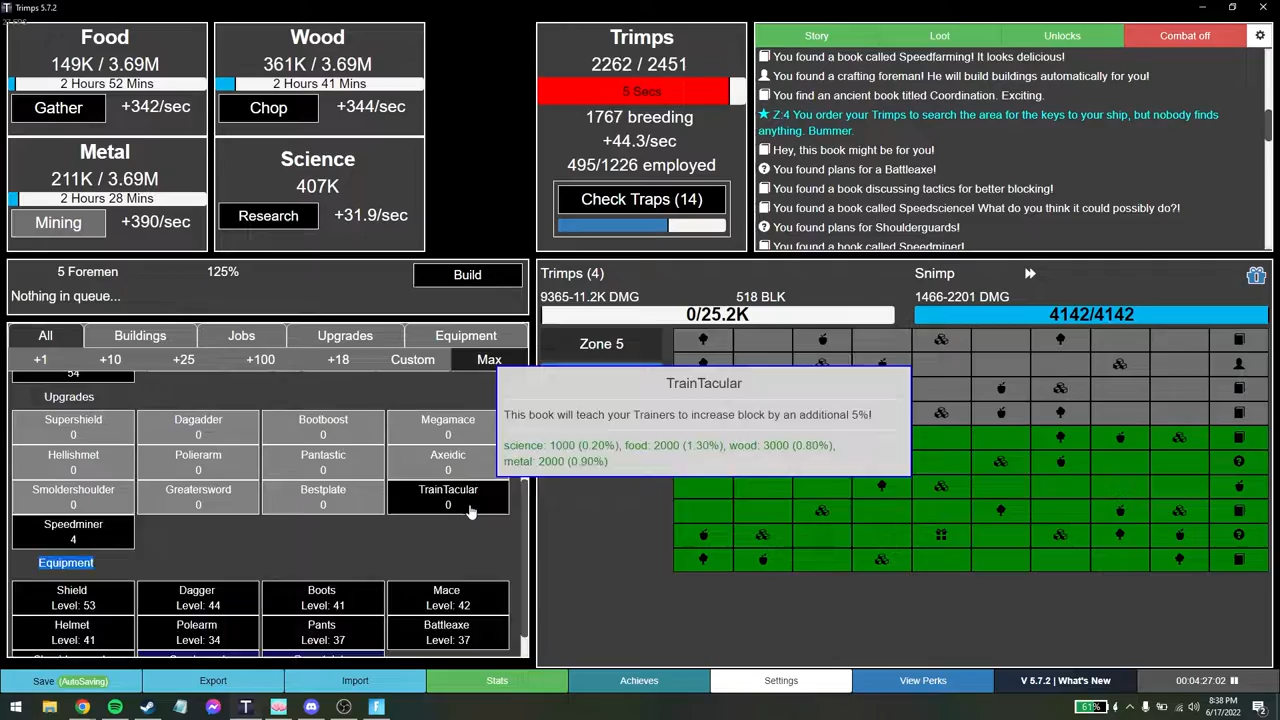 Trimps 5.7.2
Food
149K / 3.69M
2 Hours 52 Mins
Gather
+342/sec
Wood
361K / 3.69M
2 Hours 41 Mins
Chop
+344/sec
Metal
211K / 3.69M
2 Hours 28 Mins
Mining
+390/sec
Science
407K
Research
+31.9/sec
Trimps
2262 / 2451
5 Secs
1767 breeding
+44.3/sec
495/1226 employed
Check Traps (14)
Story
Loot
Unlocks
Combat off
You found a book called Speedfarming! It looks delicious!
You found a crafting foreman! He will build buildings automatically for you!
You find an ancient book titled Coordination. Exciting.
Z:4 You order your Trimps to search the area for the keys to your ship, but nobody finds
anything. Bummer.
Hey, this book might be for you!
You found plans for a Battleaxe!
You found a book discussing tactics for better blocking!
You found a book called Speedscience! What do you think it could possibly do?!
You found plans for Shoulderguards!
You found a book called Speedminer!
5 Foremen
125%
Build
Nothing in queue...
All
Buildings
Jobs
Upgrades
Equipment
+1
+10
+25
+100
+18
Custom
Max
54
Upgrades
Supershield
0
Dagadder
0
Bootboost
0
Megamace
0
Hellishmet
0
Polierarm
0
Pantastic
0
Axeidic
0
Smoldershoulder
0
Greatersword
0
Bestplate
0
TrainTacular
0
Speedminer
4
Equipment
Shield
Level: 53
Dagger
Level: 44
Boots
Level: 41
Mace
Level: 42
Helmet
Level: 41
Polearm
Level: 34
Pants
Level: 37
Battleaxe
Level: 37
Trimps (4)
9365-11.2K DMG
518 BLK
0/25.2K
Snimp
1466-2201 DMG
4142/4142
Zone 5
TrainTacular
This book will teach your Trainers to increase block by an additional 5%!
science: 1000 (0.20%), food: 2000 (1.30%), wood: 3000 (0.80%),
metal: 2000 (0.90%)
Save (AutoSaving)
Export
Import
Stats
Achieves
Settings
View Perks
V 5.7.2 | What's New
00:04:27:02
61%
8:38 PM
6/17/2022
2